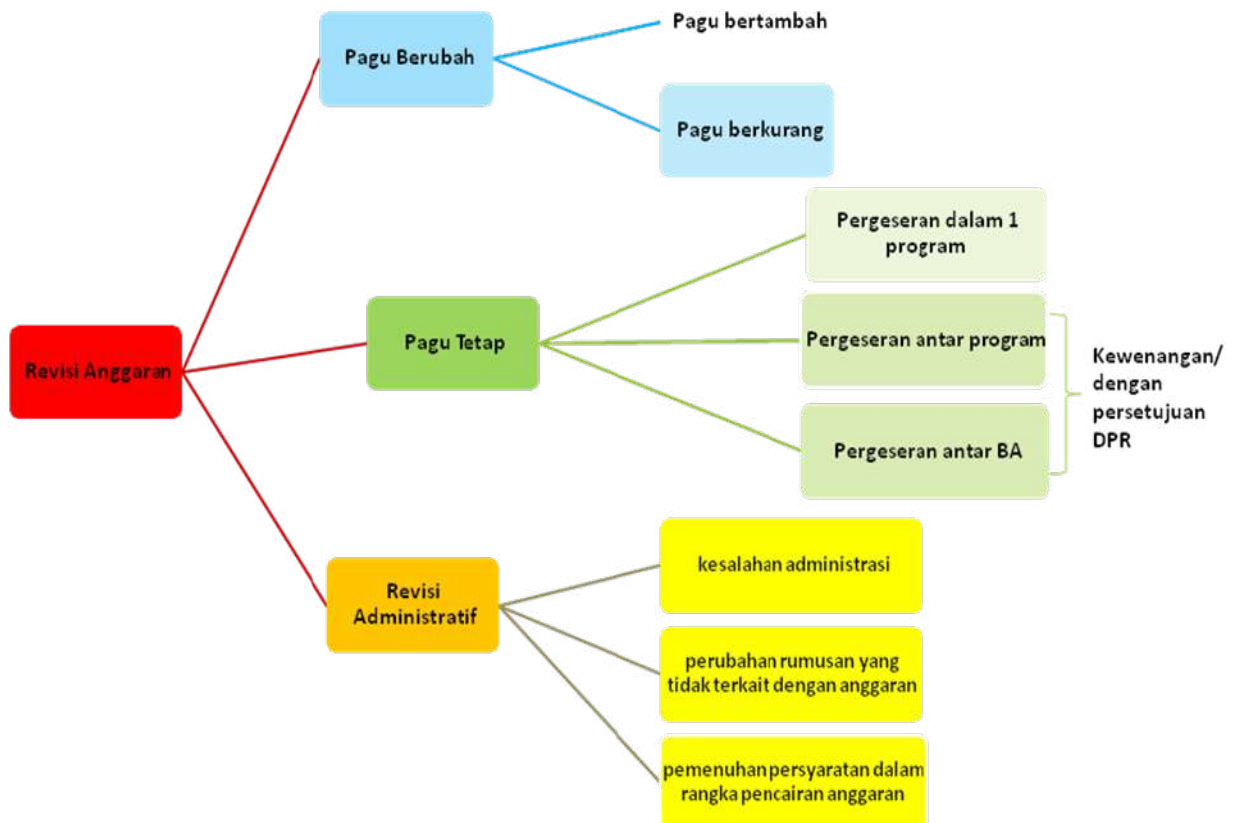 Pagu bertambah
Pagu Berubah
Pagu berkurang
Pergeseran dalam 1
program
Pagu Tetap
Pergeseran antar program
Kewenangan/
dengan
persetujuan
DPR
Revisi Anggaran
Pergeseran antar BA
kesalahan administrasi
Revisi
Administratif
perubahan rumusan yang
tidak terkait dengan anggaran
pemenuhan persyaratan dalam
rangka pencairan anggaran